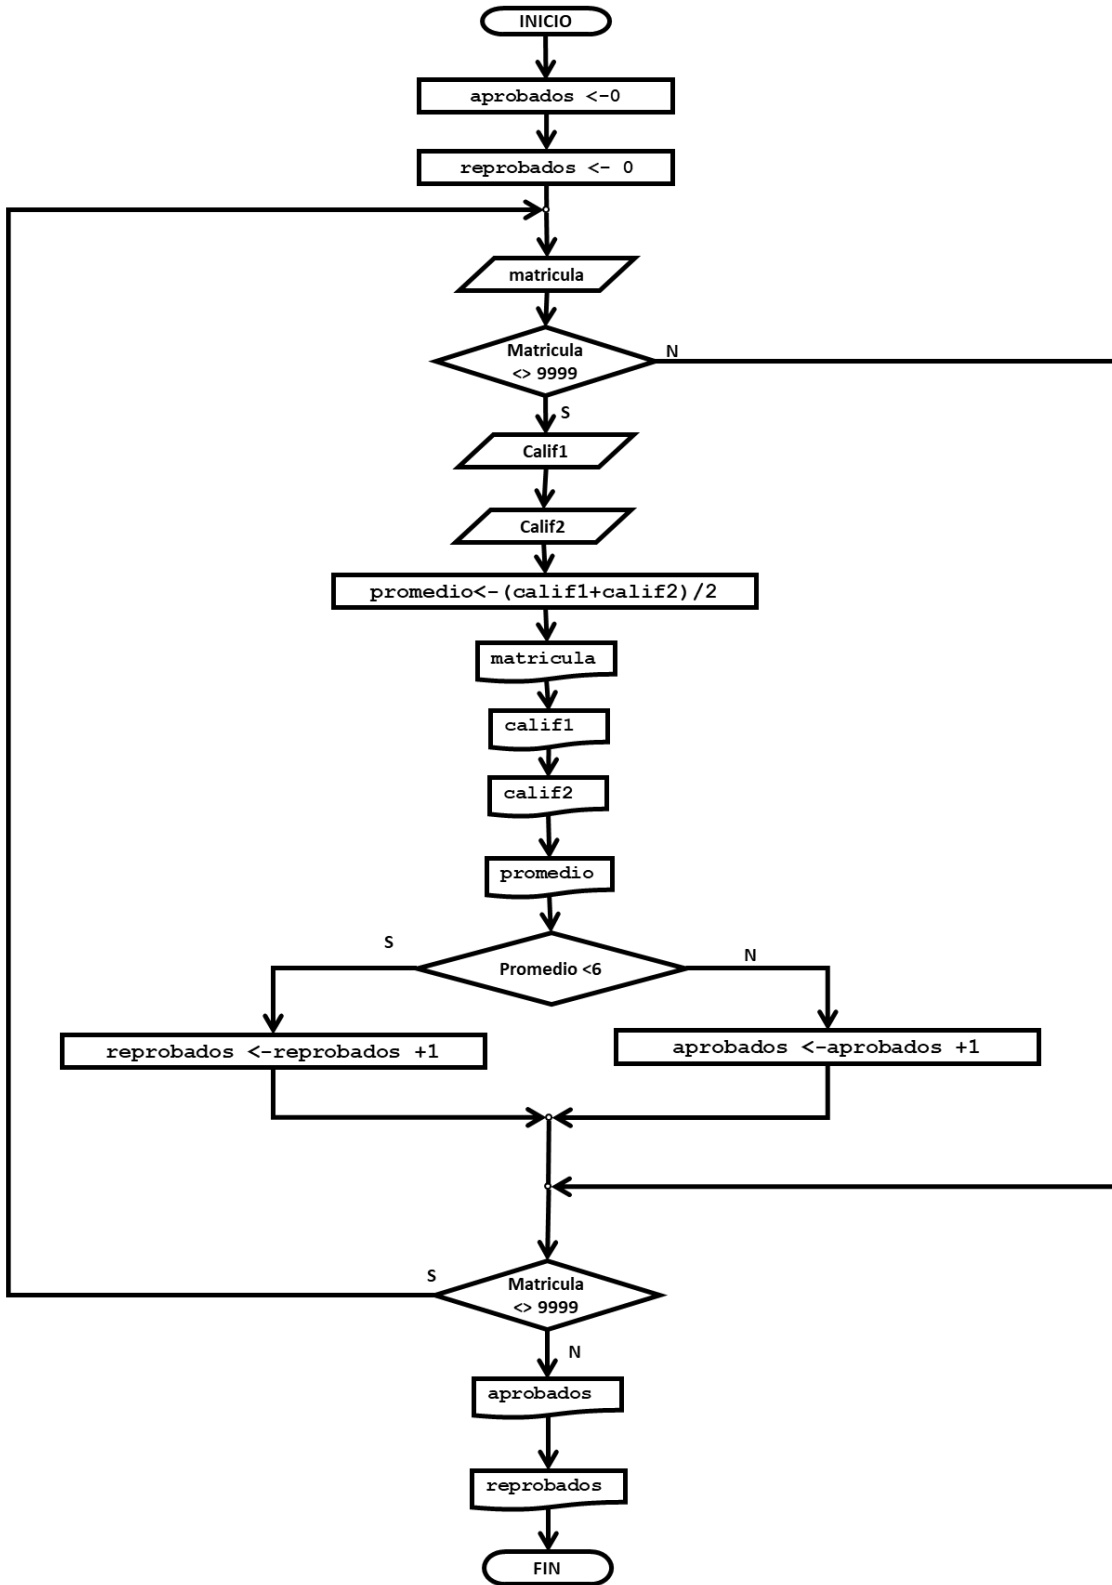 INICIO
aprobados <-0
reprobados <- 0
matricula
Matricula
<> 9999
N
S
Calif1
Calif2
promedio<-(calif1+calif2)/2
matricula
calif1
calif2
promedio
S
Promedio <6
N
reprobados <-reprobados +1
aprobados <-aprobados +1
S
Matricula
<> 9999
N
aprobados
reprobados
FIN